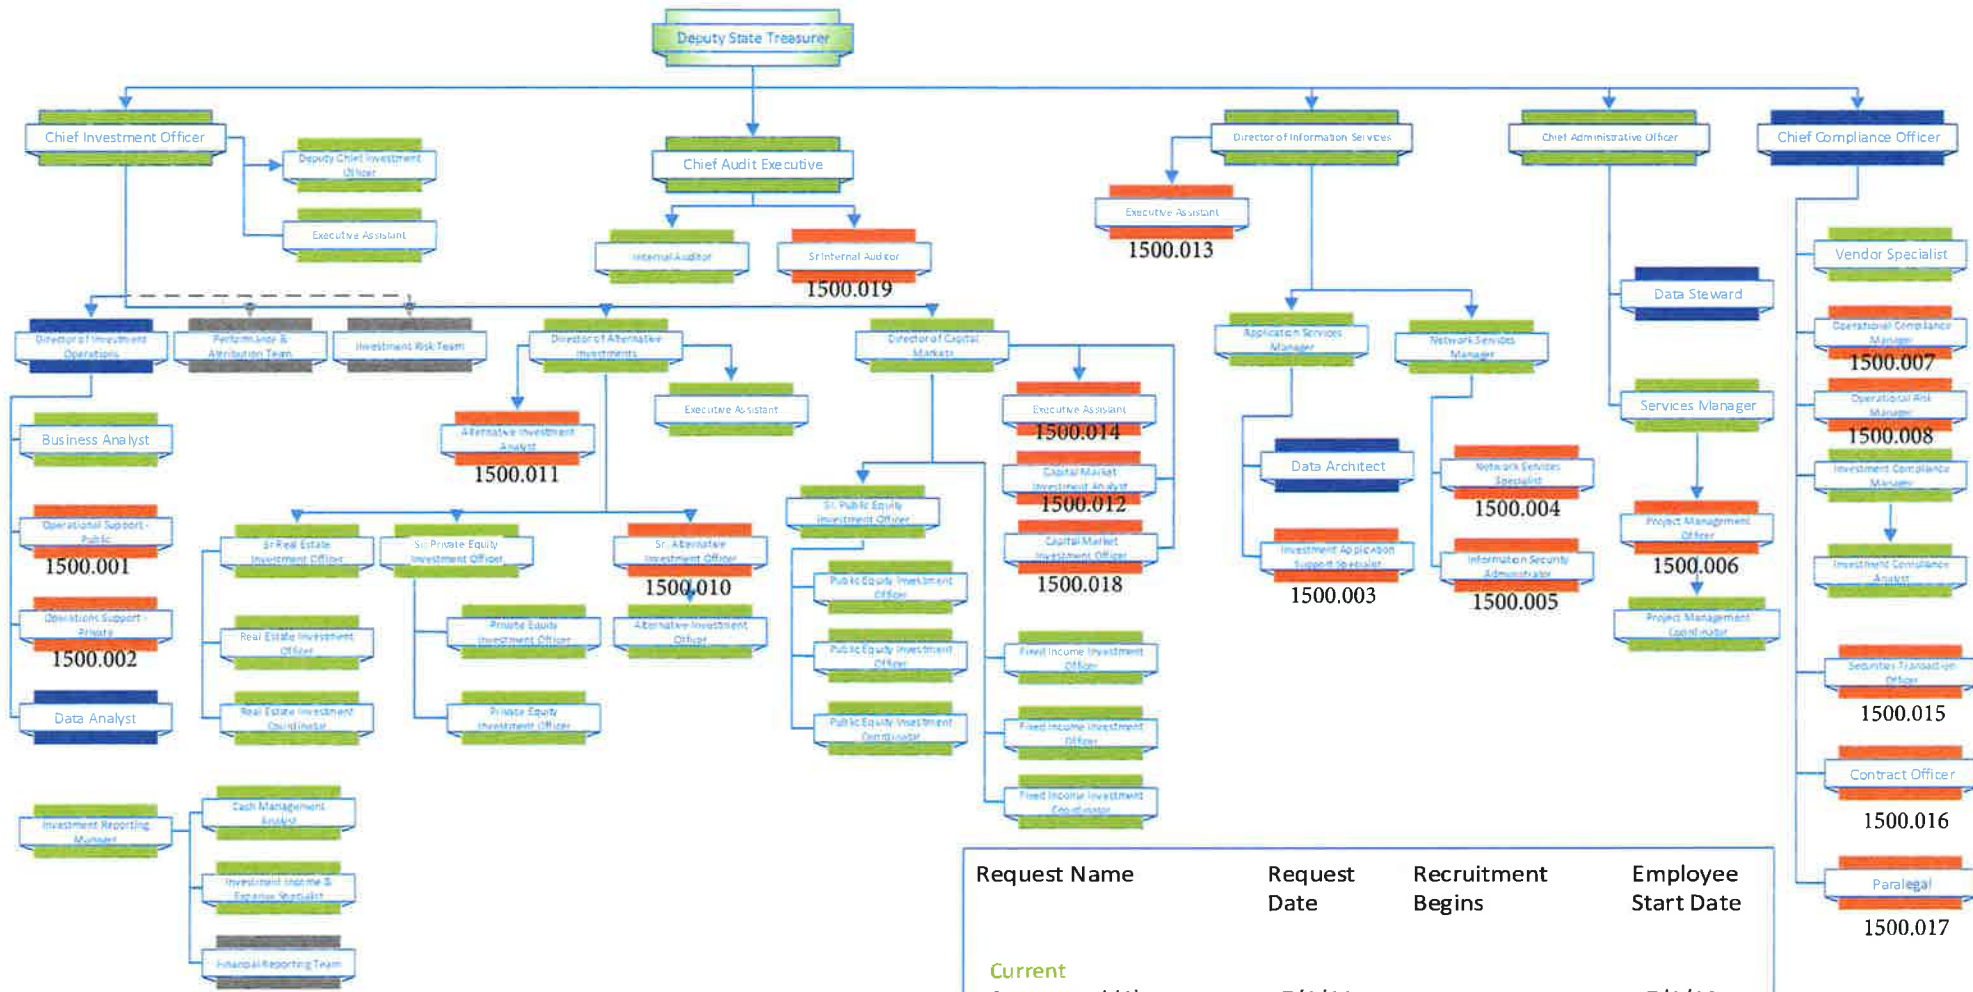 Deputy State Treasurer
Chief Investment Officer
Deputy Chief Investment
Officer
Executive Assistant
Chief Audit Executive
Internal Auditor
Sr Internal Auditor
1500.019
Director of Information Services
Executive Assistant
1500.013
Chief Administrative Officer
Chief Compliance Officer
Director of Investment
Operations
Performance &
Attribution Team
Investment Risk Team
Director of Alternative
Investments
Director of Capital
Markets
Application Services
Manager
Network Services
Manager
Data Steward
Services Manager
Vendor Specialist
Operational Compliance
Manager
1500.007
Operational Risk
Manager
1500.008
Investment Compliance
Manager
Investment Compliance
Analyst
Securities Transaction
Officer
1500.015
Contract Officer
1500.016
Paralegal
1500.017
Business Analyst
Operational Support -
Public
1500.001
Operations Support -
Private
1500.002
Data Analyst
Alternative Investment
Analyst
1500.011
Executive Assistant
Executive Assistant
1500.014
Capital Market
Investment Analyst
1500.012
Capital Market
Investment Officer
1500.018
Sr Real Estate
Investment Officer
Real Estate Investment
Officer
Real Estate Investment
Coordinator
Sr. Private Equity
Investment Officer
Private Equity
Investment Officer
Private Equity
Investment Officer
Sr. Alternative
Investment Officer
1500.010
Alternative Investment
Officer
Sr. Public Equity
Investment Officer
Public Equity Investment
Officer
Public Equity Investment
Officer
Public Equity Investment
Coordinator
Fixed Income Investment
Officer
Fixed Income Investment
Officer
Fixed Income Investment
Coordinator
Data Architect
Investment Application
Support Specialist
1500.003
Network Services
Specialist
1500.004
Information Security
Administrator
1500.005
Project Management
Officer
1500.006
Project Management
Coordinator
Investment Reporting
Manager
Cash Management
Analyst
Investment Income &
Expense Specialist
Financial Reporting Team
Request Name Request Recruitment Employee
Date Begins Start Date
Current